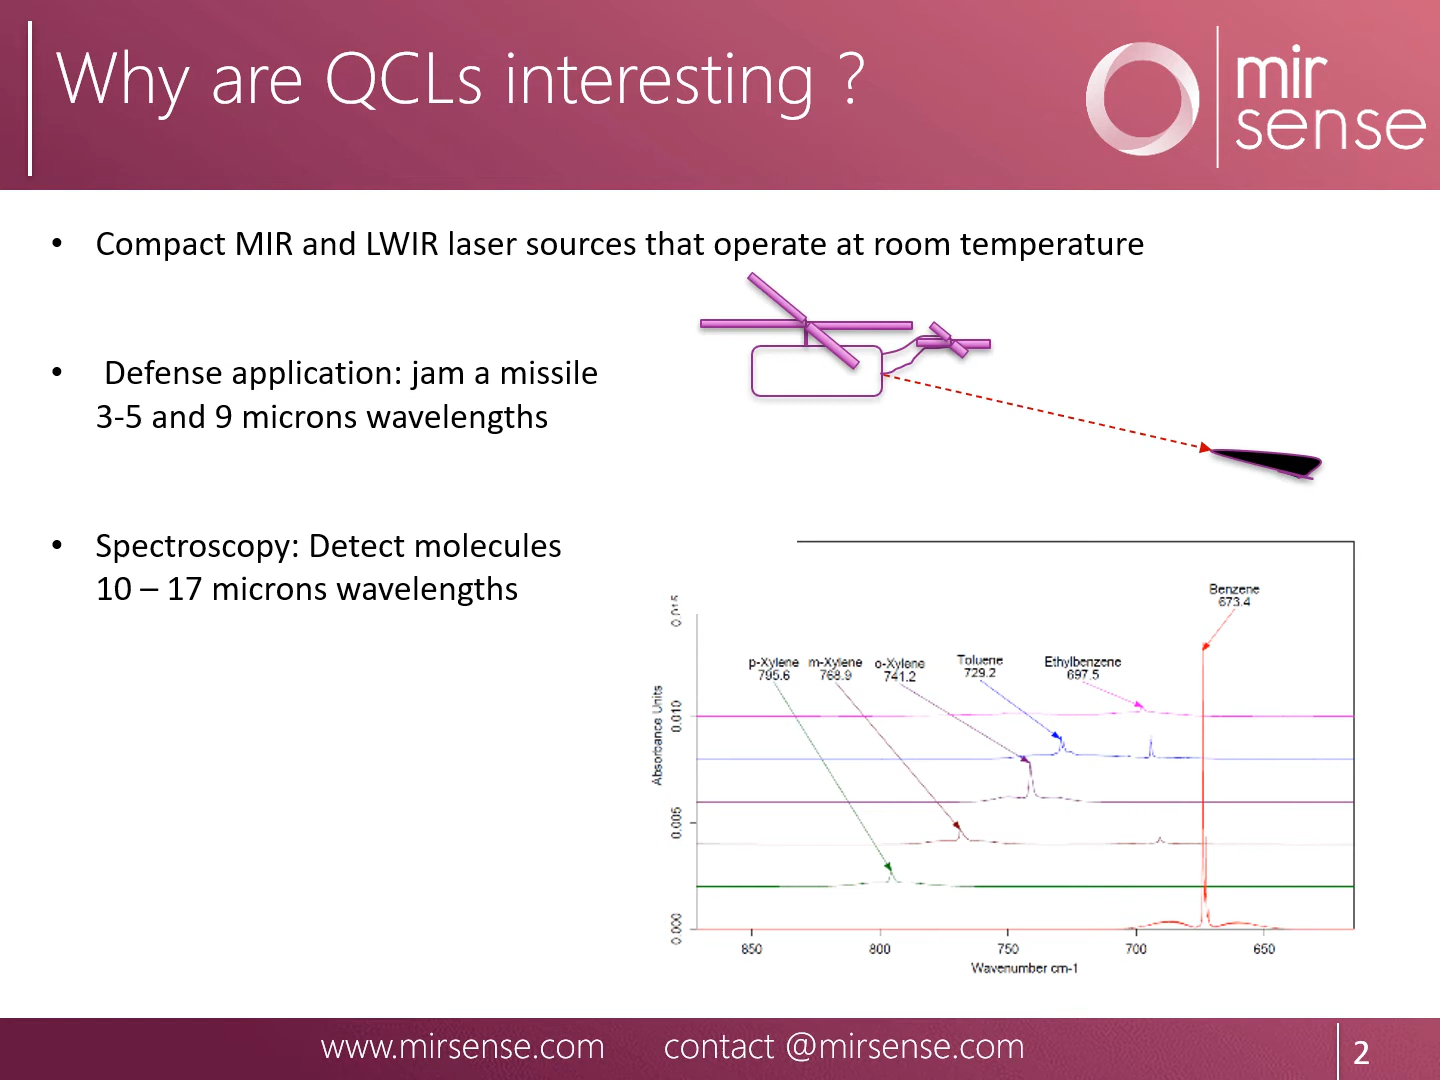 Why are QCLs interesting ?
mir
sense
• Compact MIR and LWIR laser sources that operate at room temperature
• Defense application: jam a missile
3-5 and 9 microns wavelengths
• Spectroscopy: Detect molecules
10 – 17 microns wavelengths
Benzene
673.4
p-Xylene
795.6
m-Xylene
768.9
o-Xylene
741.2
Toluene
729.2
Ethylbenzene
697.5
Absorbance Units
0.015
0.010
0.005
0.000
850 800 750 700 650
Wavenumber cm-1
www.mirsense.com contact @mirsense.com
2